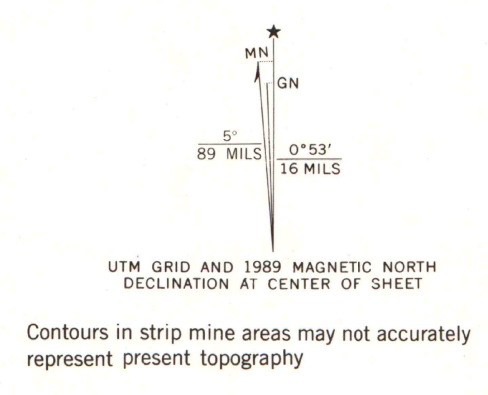 ★
MN
GN
5°
89 MILS
0°53′
16 MILS
UTM GRID AND 1989 MAGNETIC NORTH
DECLINATION AT CENTER OF SHEET
Contours in strip mine areas may not accurately
represent present topography